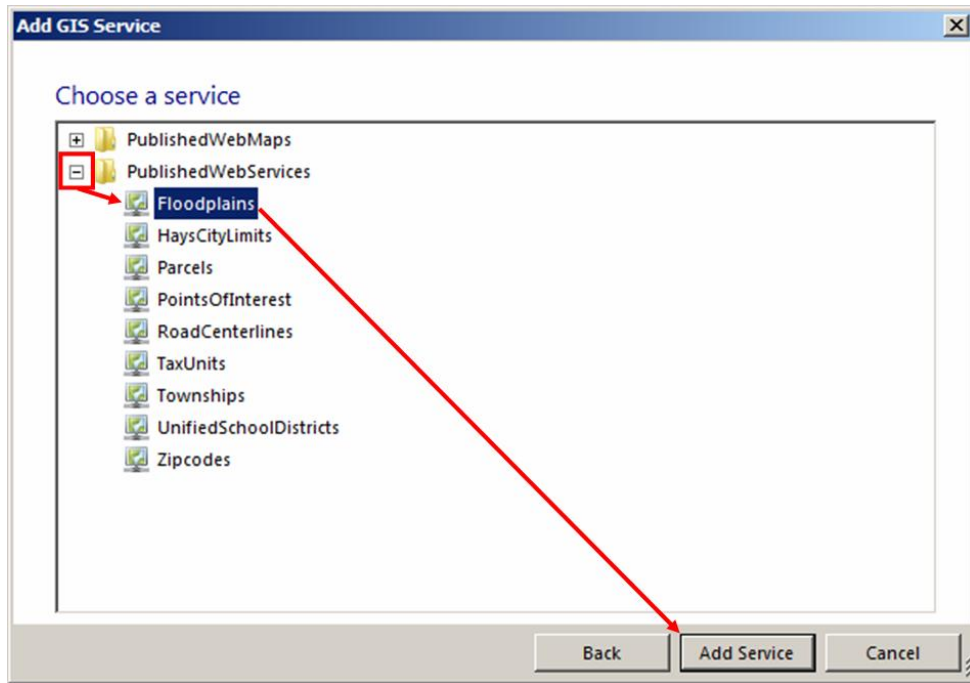 Add GIS Service
Choose a service
PublishedWebMaps
PublishedWebServices
Floodplains
HaysCityLimits
Parcels
PointsOfInterest
RoadCenterlines
TaxUnits
Townships
UnifiedSchoolDistricts
Zipcodes
Back Add Service Cancel